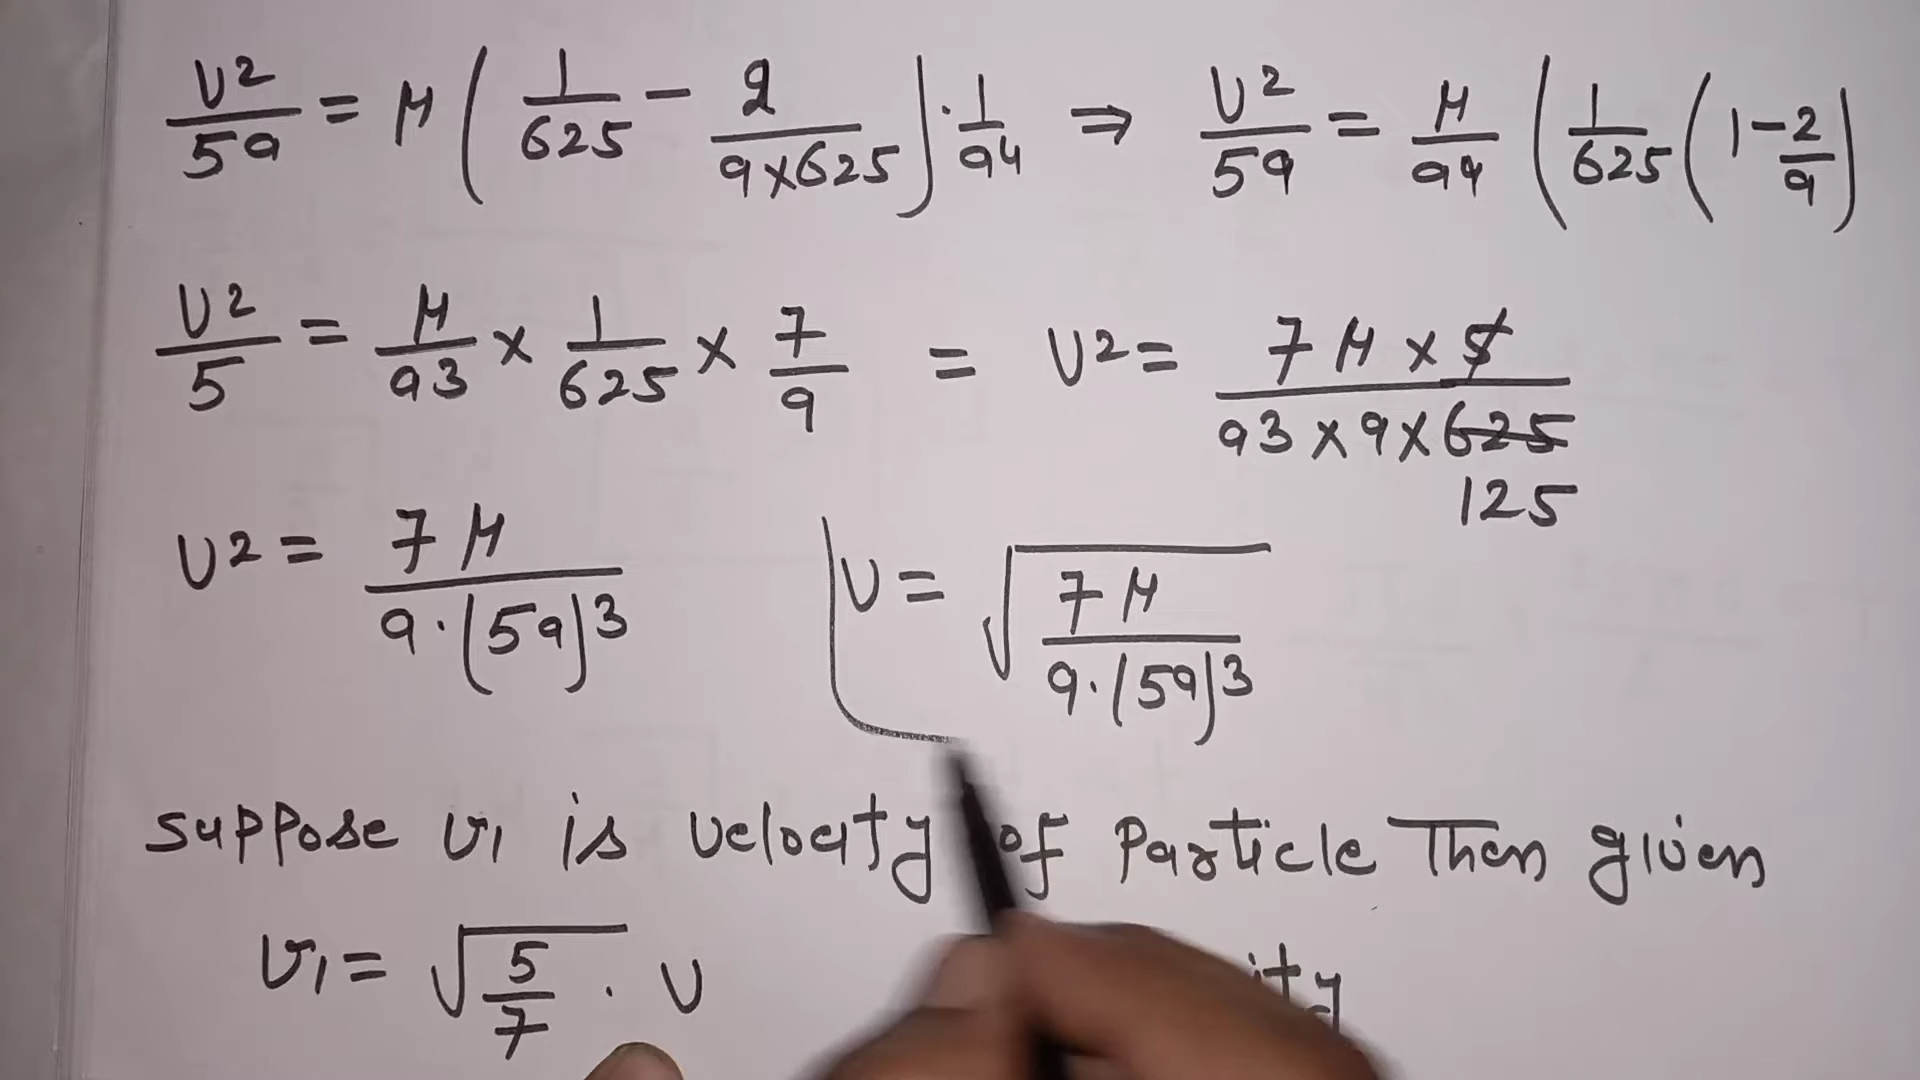 V²/5a = μ(1/625 - 2/(9×625))·1/a⁴ ⇒ V²/5a = μ/a⁴ (1/625 (1-2/9)
V²/5 = μ/a³ × 1/625 × 7/9 = V² = (7μ×5)/(a³×9×625)
125
V² = 7μ/(9·(5a)³) V = √(7μ/(9·(5a)³))
suppose v₁ is velocity of Particle Then given
v₁ = √(5/7) · V